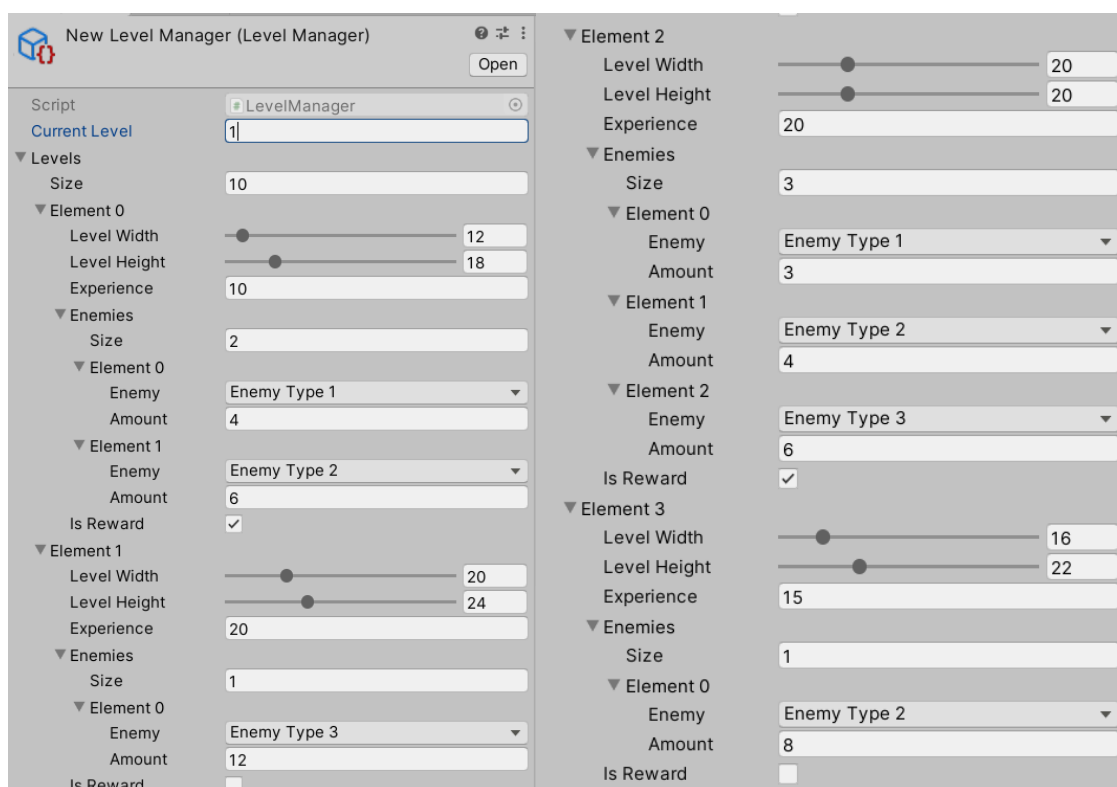 New Level Manager (Level Manager)
Open
Script # LevelManager
Current Level 1
Levels
Size 10
Element 0
Level Width 12
Level Height 18
Experience 10
Enemies
Size 2
Element 0
Enemy Enemy Type 1
Amount 4
Element 1
Enemy Enemy Type 2
Amount 6
Is Reward
Element 1
Level Width 20
Level Height 24
Experience 20
Enemies
Size 1
Element 0
Enemy Enemy Type 3
Amount 12
Is Reward
Element 2
Level Width 20
Level Height 20
Experience 20
Enemies
Size 3
Element 0
Enemy Enemy Type 1
Amount 3
Element 1
Enemy Enemy Type 2
Amount 4
Element 2
Enemy Enemy Type 3
Amount 6
Is Reward
Element 3
Level Width 16
Level Height 22
Experience 15
Enemies
Size 1
Element 0
Enemy Enemy Type 2
Amount 8
Is Reward